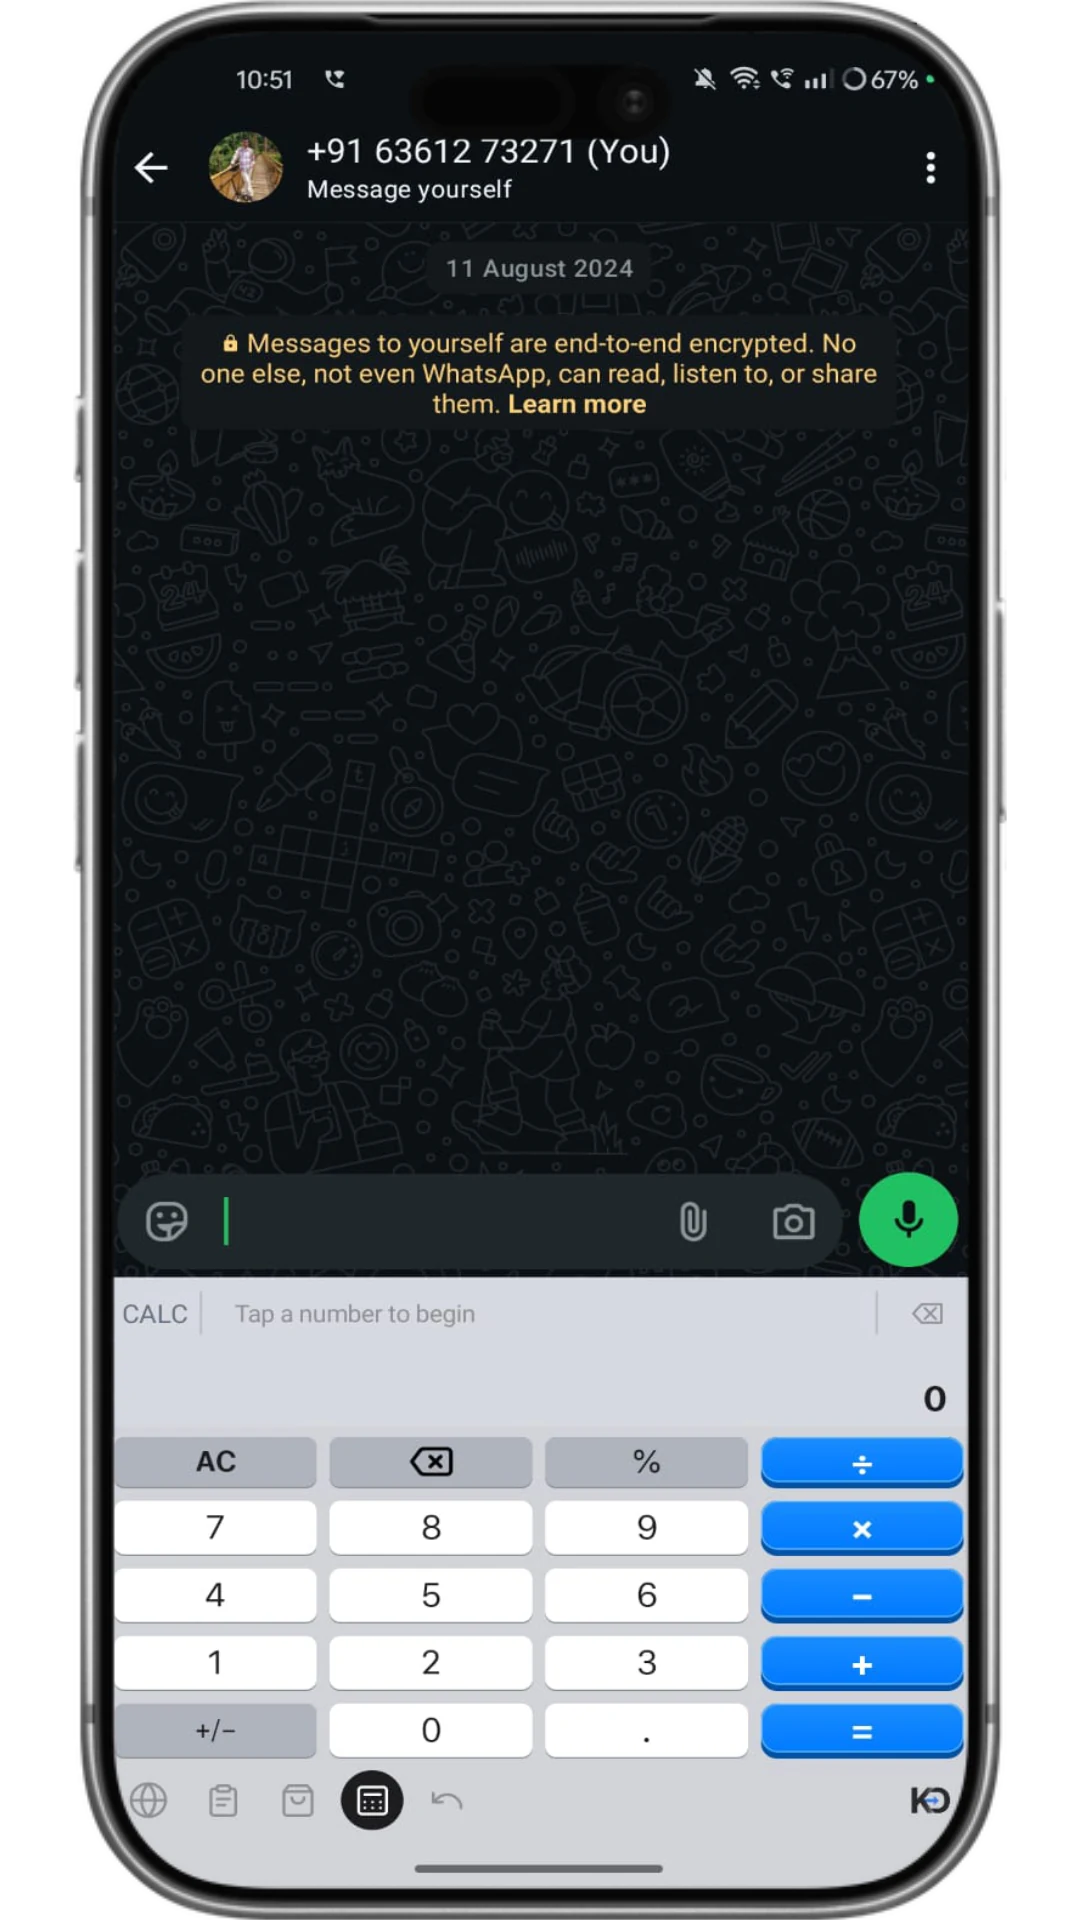 10:51
67%
+91 63612 73271 (You)
Message yourself
11 August 2024
Messages to yourself are end-to-end encrypted. No
one else, not even WhatsApp, can read, listen to, or share
them. Learn more
CALC Tap a number to begin
0
AC %  ÷
7 8 9 ×
4 5 6 −
1 2 3 +
+/− 0 . =
KO